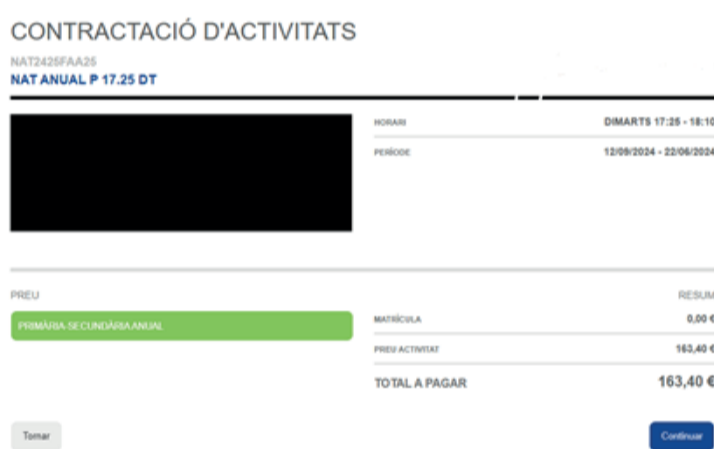 CONTRACTACIÓ D'ACTIVITATS
NAT2425FAA25
NAT ANUAL P 17.25 DT
HORARI DIMARTS 17:25 - 18:10
PERÍODE 12/09/2024 - 22/06/2024
PREU
PRIMÀRIA-SECUNDÀRIA ANUAL
RESUM
MATRÍCULA 0,00 €
PREU ACTIVITAT 163,40 €
TOTAL A PAGAR 163,40 €
Tornar
Continuar